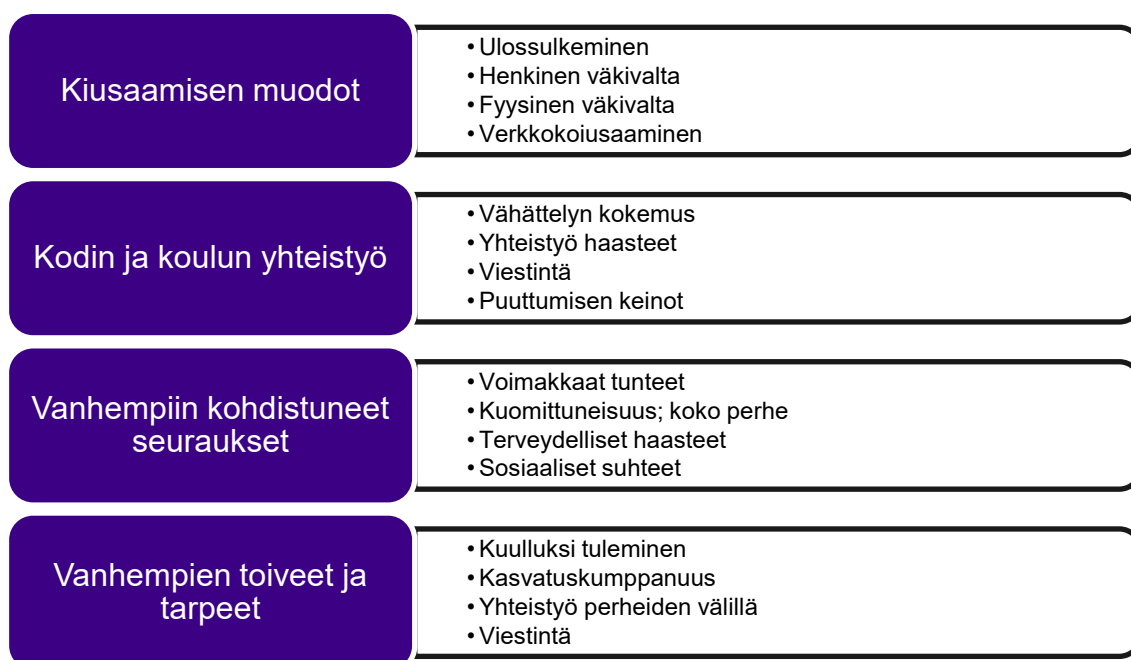 Kiusaamisen muodot
• Ulossulkeminen
• Henkinen väkivalta
• Fyysinen väkivalta
• Verkkokoiusaaminen
Kodin ja koulun yhteistyö
• Vähättelyn kokemus
• Yhteistyö haasteet
• Viestintä
• Puuttumisen keinot
Vanhempiin kohdistuneet
seuraukset
• Voimakkaat tunteet
• Kuomittuneisuus; koko perhe
• Terveydelliset haasteet
• Sosiaaliset suhteet
Vanhempien toiveet ja
tarpeet
• Kuulluksi tuleminen
• Kasvatuskumppanuus
• Yhteistyö perheiden välillä
• Viestintä